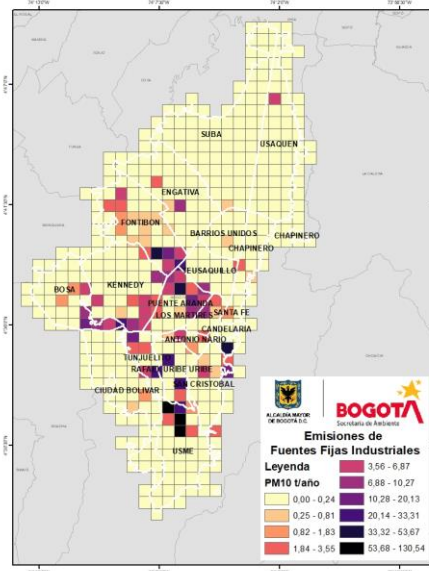 SUBA
USAQUEN
ENGATIVA
FONTIBON
BARRIOS UNIDOS
CHAPINERO
CHAPINERO
TEUSAQUILLO
KENNEDY
BOSA
PUENTE ARANDA
LOS MARTIRES
SANTA FE
CANDELARIA
ANTONIO NARIÑO
TUNJUELITO
RAFAEL URIBE URIBE
CIUDAD BOLIVAR
SAN CRISTOBAL
USME
ALCALDÍA MAYOR
DE BOGOTÁ D.C.
BOGOTÁ
Secretaría de Ambiente
Emisiones de
Fuentes Fijas Industriales
Leyenda
PM10 t/año
0,00 - 0,24
0,25 - 0,81
0,82 - 1,83
1,84 - 3,55
3,56 - 6,87
6,88 - 10,27
10,28 - 20,13
20,14 - 33,31
33,32 - 53,67
53,68 - 130,54